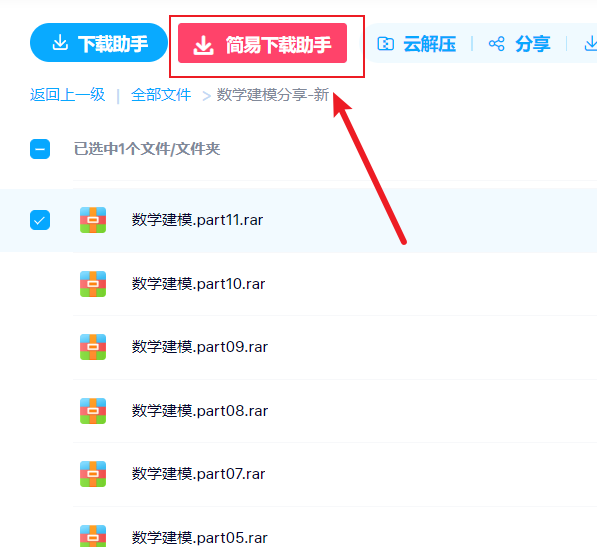 下载助手 简易下载助手 云解压 分享
返回上一级 | 全部文件 > 数学建模分享-新
已选中1个文件/文件夹
数学建模.part11.rar
数学建模.part10.rar
数学建模.part09.rar
数学建模.part08.rar
数学建模.part07.rar
数学建模.part05.rar